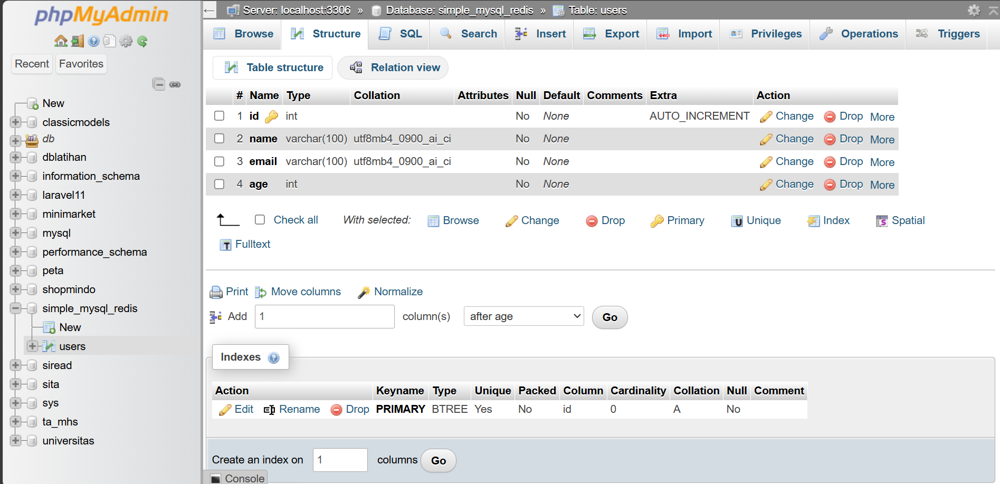 phpMyAdmin
Recent Favorites
New
classicmodels
db
dblatihan
information_schema
laravel11
minimarket
mysql
performance_schema
peta
shopmindo
simple_mysql_redis
New
users
siread
sita
sys
ta_mhs
universitas
← Server: localhost:3306 » Database: simple_mysql_redis » Table: users
Browse Structure SQL Search Insert Export Import Privileges Operations Triggers
Table structure Relation view
# Name Type Collation Attributes Null Default Comments Extra Action
1 id int No None AUTO_INCREMENT Change Drop More
2 name varchar(100) utf8mb4_0900_ai_ci No None Change Drop More
3 email varchar(100) utf8mb4_0900_ai_ci No None Change Drop More
4 age int No None Change Drop More
Check all With selected: Browse Change Drop Primary Unique Index Spatial
Fulltext
Print Move columns Normalize
Add 1 column(s) after age Go
Indexes
Action Keyname Type Unique Packed Column Cardinality Collation Null Comment
Edit Rename Drop PRIMARY BTREE Yes No id 0 A No
Create an index on 1 columns Go
Console